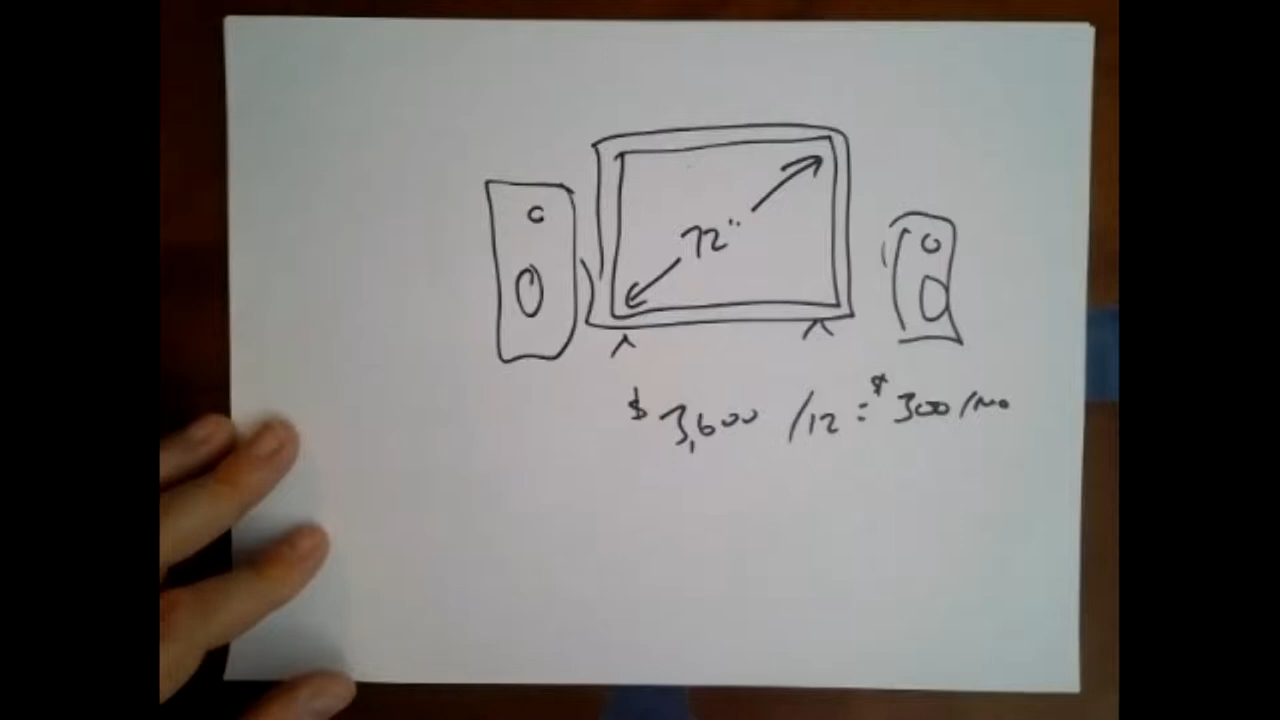 72"
$3,600 /12 = $300/mo